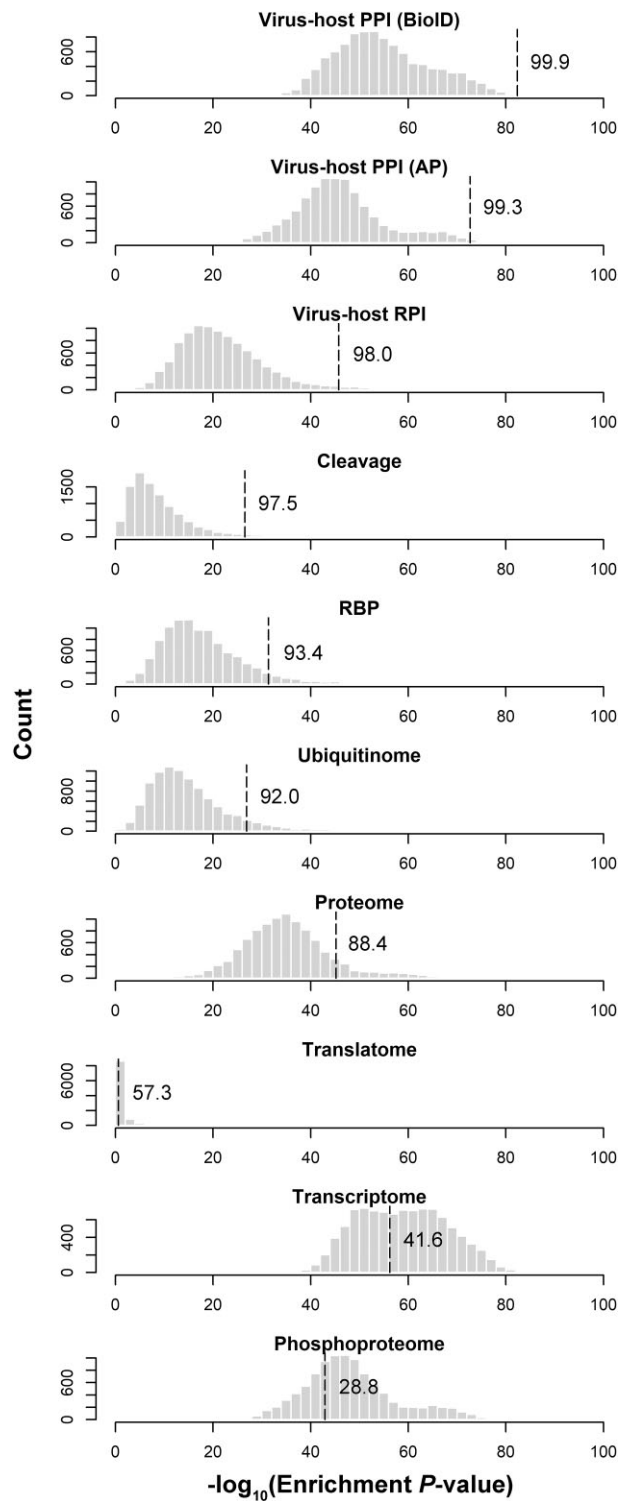 Virus-host PPI (BioID)
0 600
99.9
0 20 40 60 80 100
Virus-host PPI (AP)
0 600
99.3
0 20 40 60 80 100
Virus-host RPI
0 600
98.0
0 20 40 60 80 100
Cleavage
0 1500
97.5
0 20 40 60 80 100
RBP
0 600
93.4
0 20 40 60 80 100
Count
Ubiquitinome
0 800
92.0
0 20 40 60 80 100
Proteome
0 600
88.4
0 20 40 60 80 100
Translatome
0 6000
57.3
0 20 40 60 80 100
Transcriptome
0 400
41.6
0 20 40 60 80 100
Phosphoproteome
0 600
28.8
0 20 40 60 80 100
-log10(Enrichment P-value)